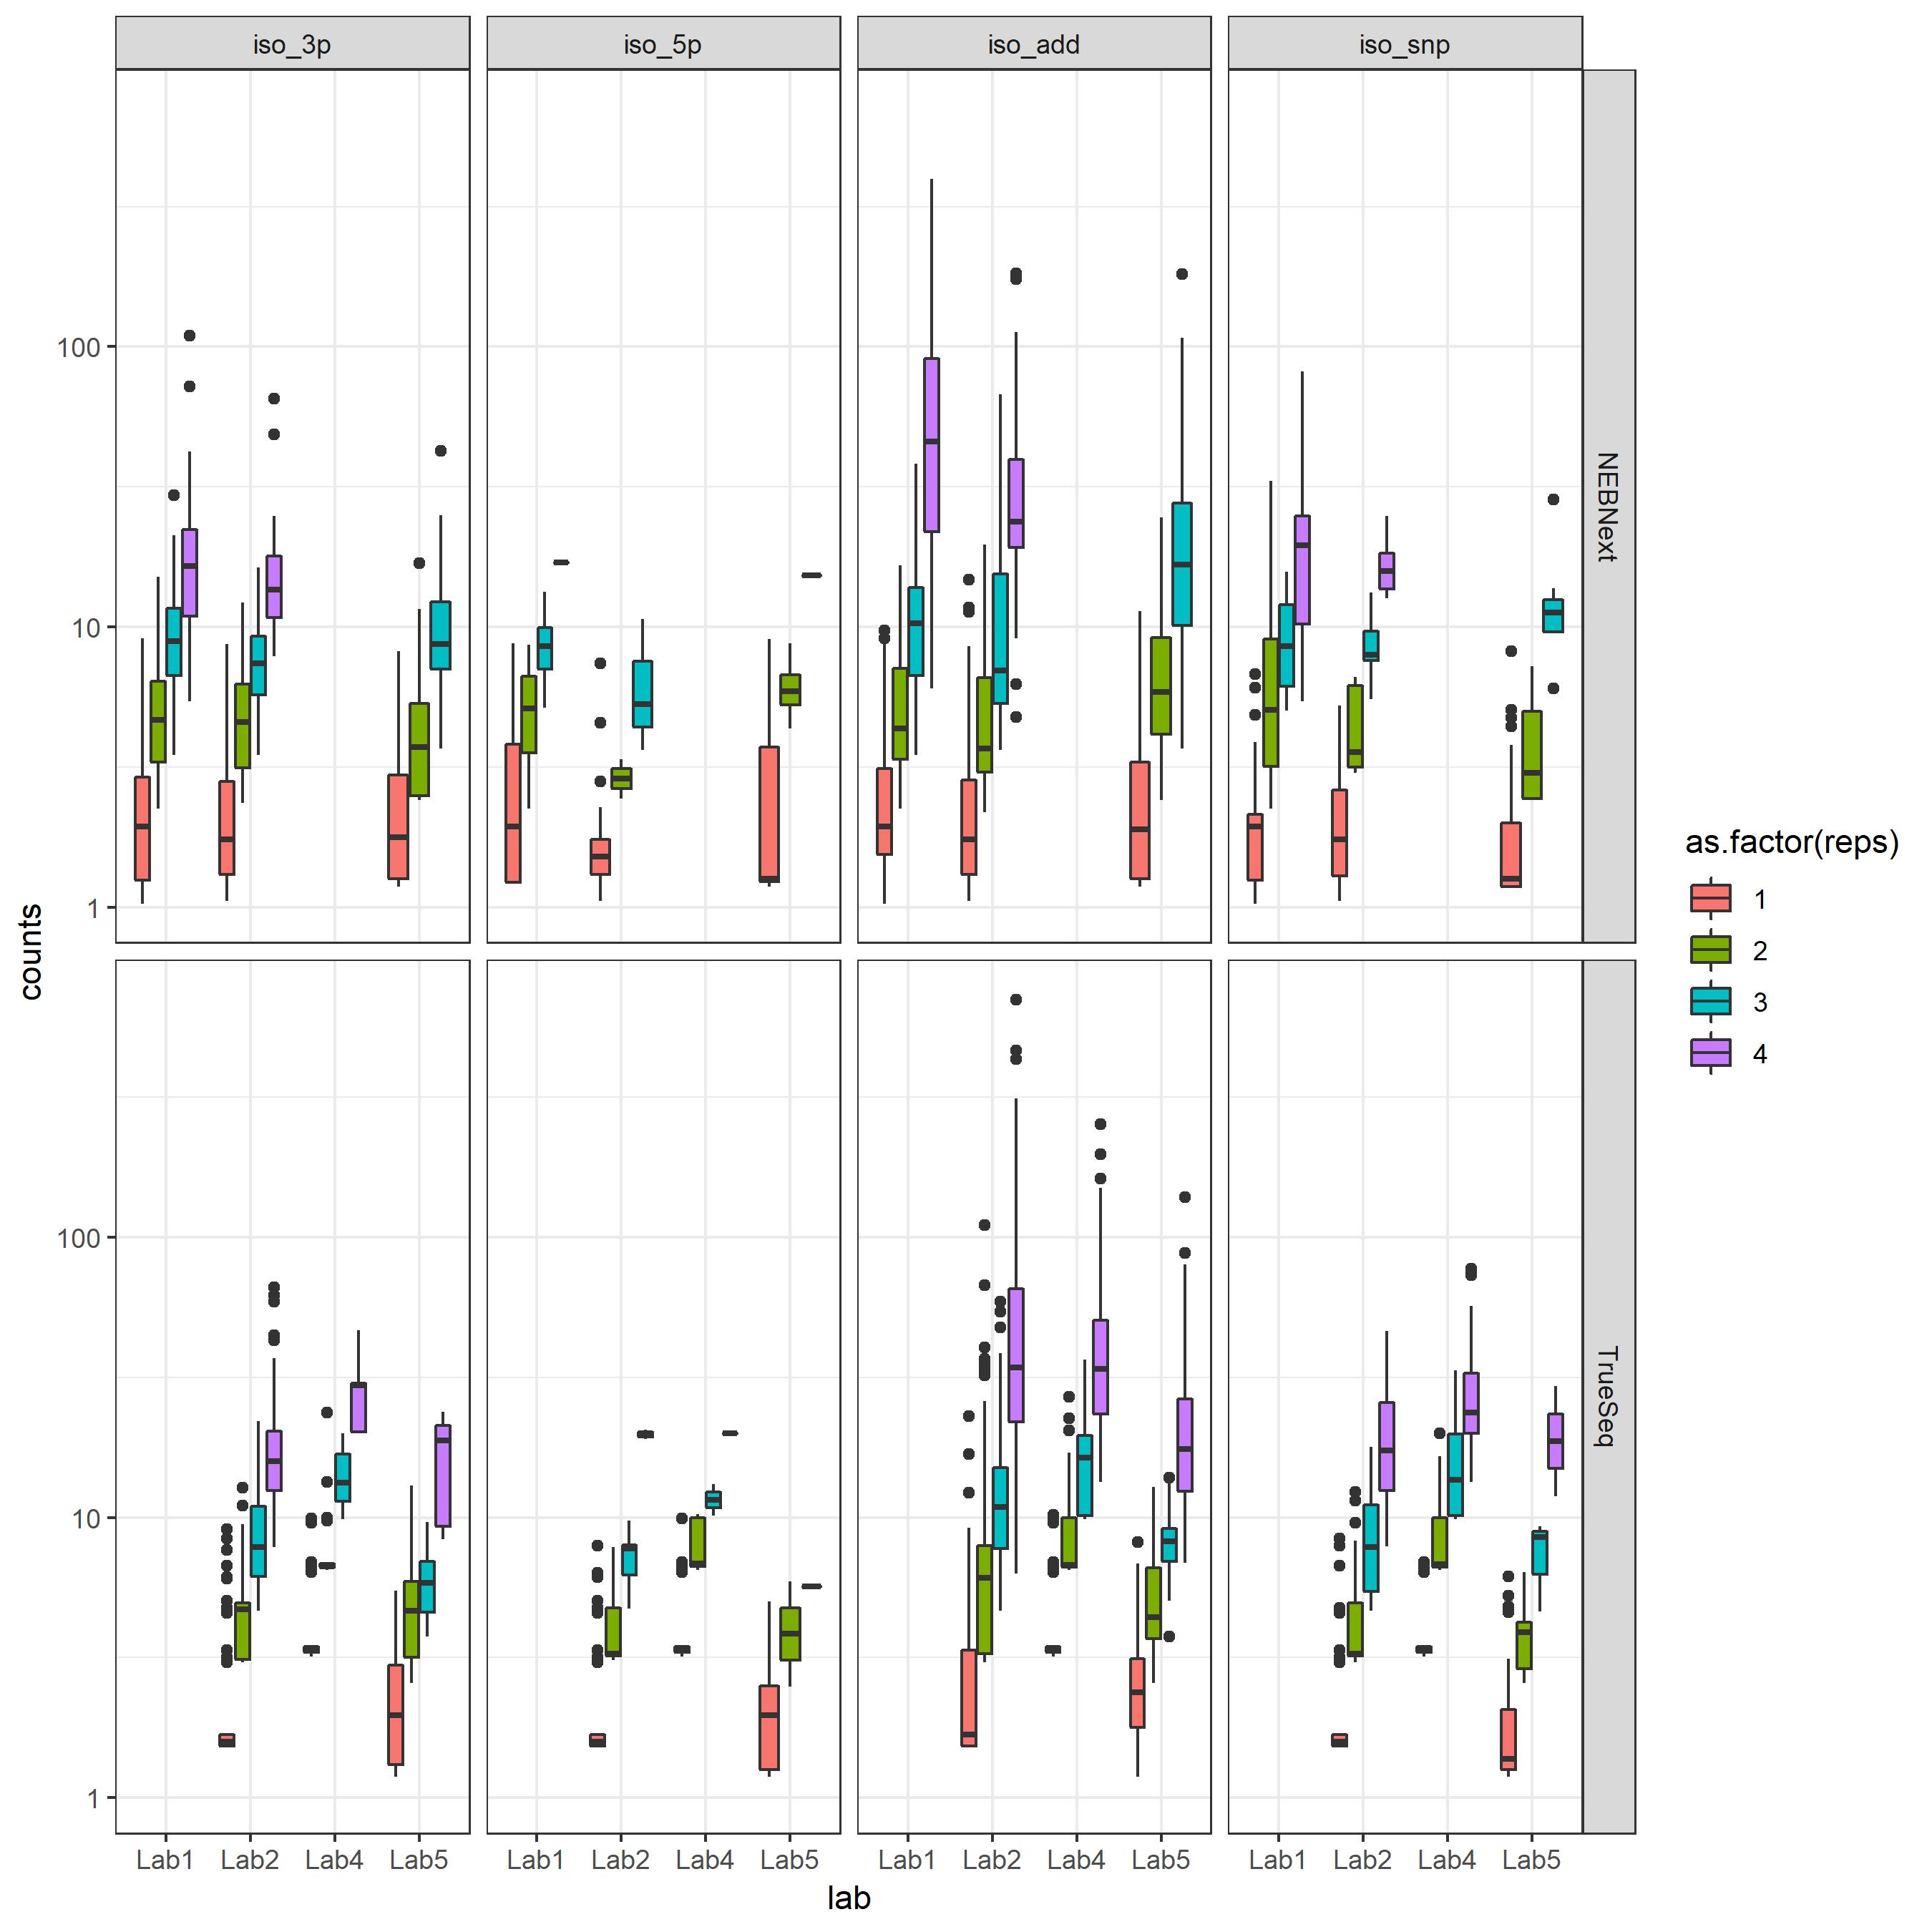 iso_3p iso_5p iso_add iso_snp
NEBNext
100
10
1
counts
TrueSeq
100
10
1
Lab1 Lab2 Lab4 Lab5 Lab1 Lab2 Lab4 Lab5 Lab1 Lab2 Lab4 Lab5 Lab1 Lab2 Lab4 Lab5
lab
as.factor(reps)
1
2
3
4